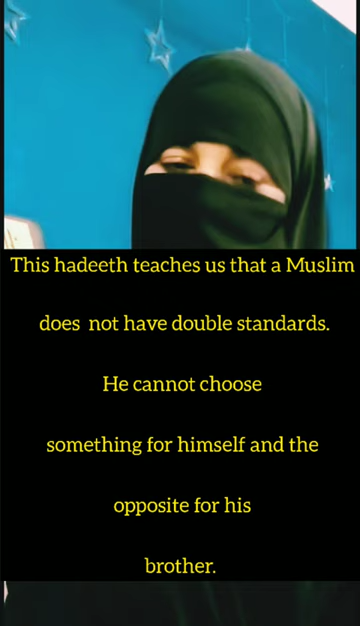 This hadeeth teaches us that a Muslim
does not have double standards.
He cannot choose
something for himself and the
opposite for his
brother.